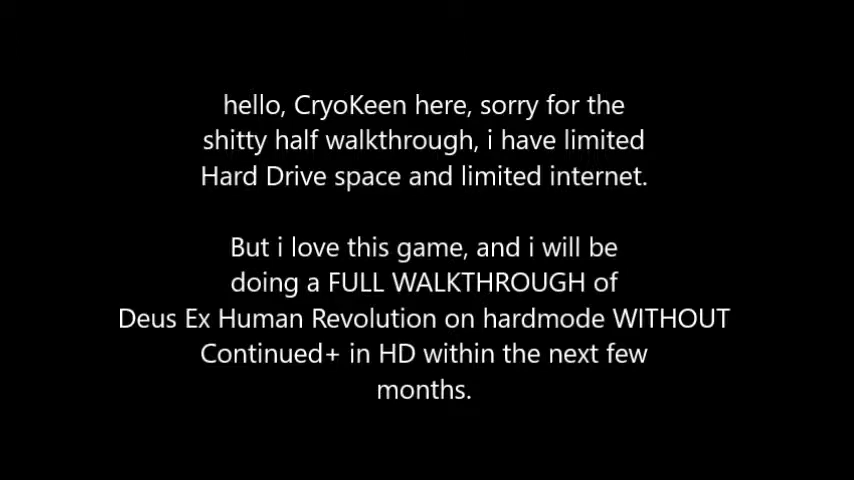 hello, CryoKeen here, sorry for the
shitty half walkthrough, i have limited
Hard Drive space and limited internet.
But i love this game, and i will be
doing a FULL WALKTHROUGH of
Deus Ex Human Revolution on hardmode WITHOUT
Continued+ in HD within the next few
months.